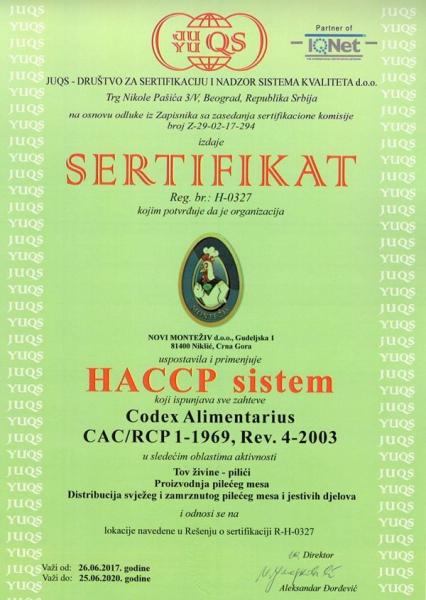 JU QS
YU
Partner of
IQNet
THE INTERNATIONAL CERTIFICATION NETWORK
JUQS - DRUŠTVO ZA SERTIFIKACIJU I NADZOR SISTEMA KVALITETA d.o.o.
Trg Nikole Pašića 3/V, Beograd, Republika Srbija
na osnovu odluke iz Zapisnika sa zasedanja sertifikacione komisije
broj Z-29-02-17-294
izdaje
SERTIFIKAT
Reg. br.: H-0327
kojim potvrđuje da je organizacija
MONTEŽIV
NOVI MONTEŽIV d.o.o., Gudeljska 1
81400 Nikšić, Crna Gora
uspostavila i primenjuje
HACCP sistem
koji ispunjava sve zahteve
Codex Alimentarius
CAC/RCP 1-1969, Rev. 4-2003
u sledećim oblastima aktivnosti
Tov živine - pilići
Proizvodnja pilećeg mesa
Distribucija svježeg i zamrznutog pilećeg mesa i jestivih djelova
i odnosi se na
lokacije navedene u Rešenju o sertifikaciji R-H-0327
Važi od: 26.06.2017. godine
Važi do: 25.06.2020. godine
Direktor
Aleksandar Đorđević